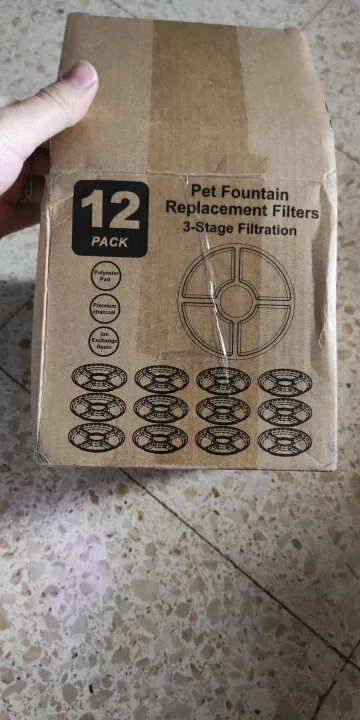 12
PACK
Pet Fountain
Replacement Filters
3-Stage Filtration
Polyester
Pad
Premium
charcoal
Ion
Exchange
Resin